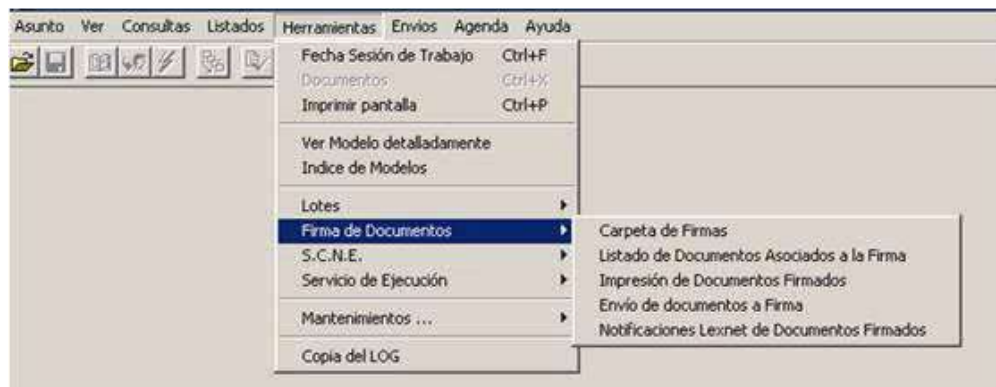 Asunto Ver Consultas Listados Herramientas Envios Agenda Ayuda
Fecha Sesión de Trabajo Ctrl+F
Documentos Ctrl+X
Imprimir pantalla Ctrl+P
Ver Modelo detalladamente
Indice de Modelos
Lotes
Firma de Documentos
S.C.N.E.
Servicio de Ejecución
Mantenimientos ...
Copia del LOG
Carpeta de Firmas
Listado de Documentos Asociados a la Firma
Impresión de Documentos Firmados
Envío de documentos a Firma
Notificaciones Lexnet de Documentos Firmados